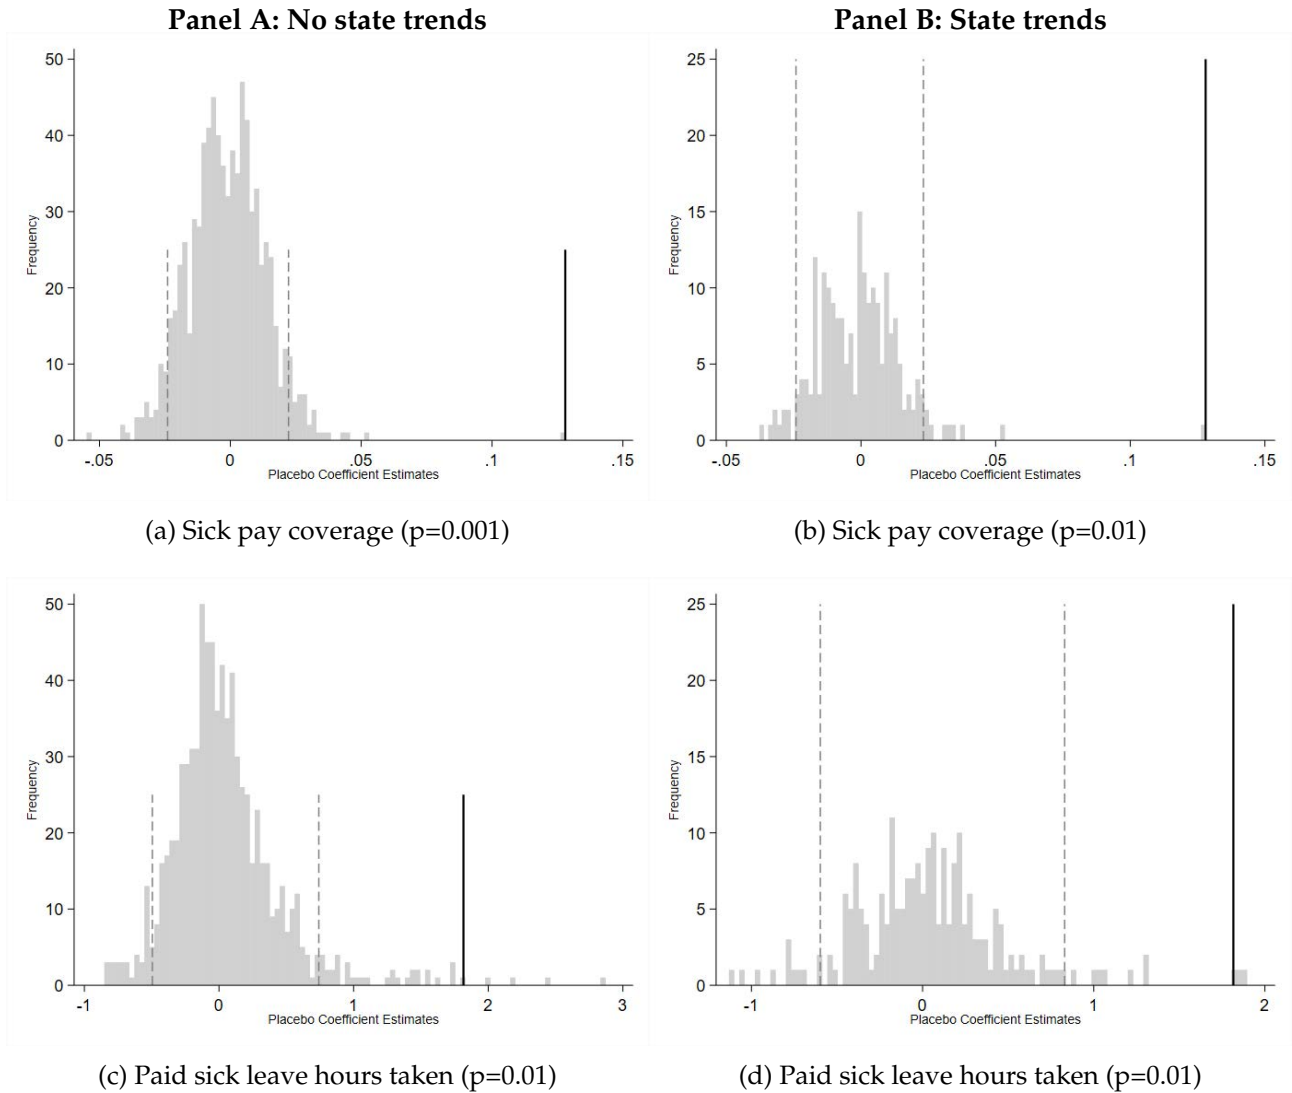 Panel A: No state trends
Panel B: State trends
50
40
30
20
10
0
Frequency
-.05 0 .05 .1 .15
Placebo Coefficient Estimates
25
20
15
10
5
0
Frequency
-.05 0 .05 .1 .15
Placebo Coefficient Estimates
(a) Sick pay coverage (p=0.001)
(b) Sick pay coverage (p=0.01)
50
40
30
20
10
0
Frequency
-1 0 1 2 3
Placebo Coefficient Estimates
25
20
15
10
5
0
Frequency
-1 0 1 2
Placebo Coefficient Estimates
(c) Paid sick leave hours taken (p=0.01)
(d) Paid sick leave hours taken (p=0.01)